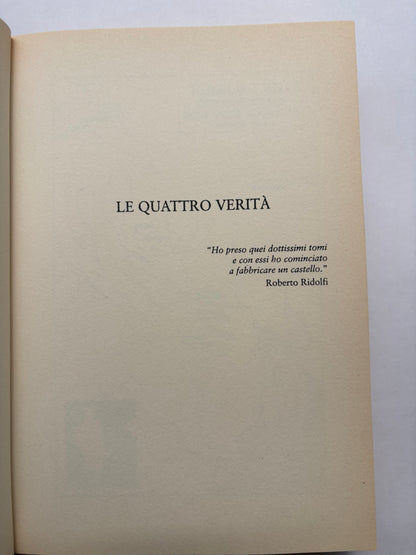 LE QUATTRO VERITÀ
"Ho preso quei dottissimi tomi
e con essi ho cominciato
a fabbricare un castello."
Roberto Ridolfi